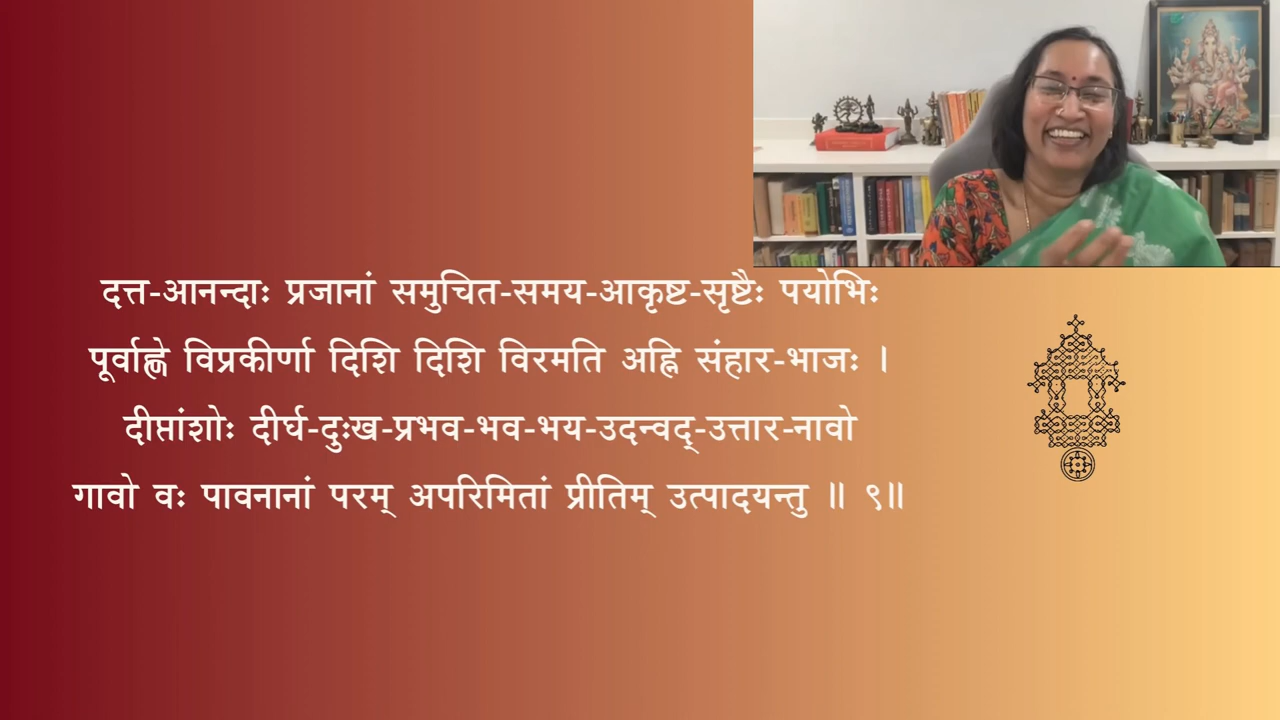 दत्त-आनन्दाः प्रजानां समुचित-समय-आकृष्ट-सृष्टैः पयोभिः
पूर्वाह्णे विप्रकीर्णा दिशि दिशि विरमति अह्नि संहार-भाजः ।
दीप्तांशोः दीर्घ-दुःख-प्रभव-भव-भय-उदन्वद्-उत्तार-नावो
गावो वः पावनानां परम् अपरिमितां प्रीतिम् उत्पादयन्तु ॥ ९॥